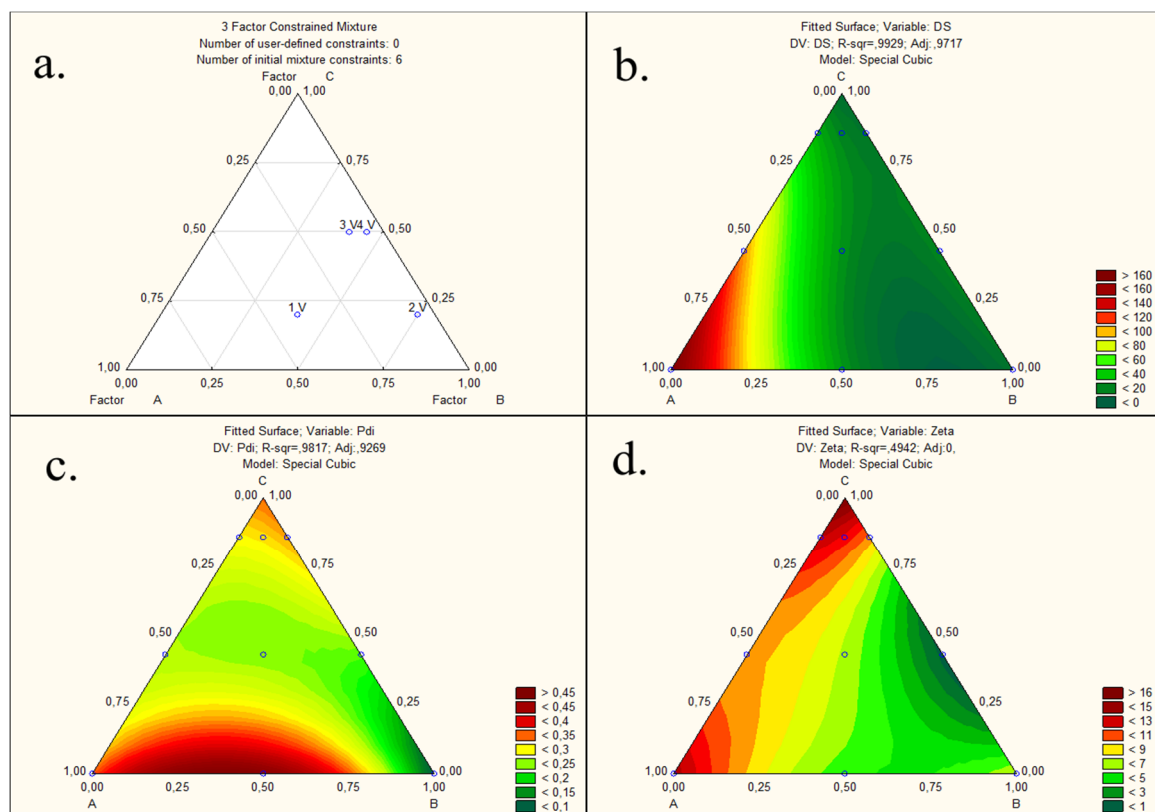 a.
3 Factor Constrained Mixture
Number of user-defined constraints: 0
Number of initial mixture constraints: 6
Factor C
0,00 1,00
0,25 0,75
0,50 3 V 4 V 0,50
0,75 1 V 2 V 0,25
1,00 0,00
0,00 0,25 0,50 0,75 1,00
Factor A Factor B
b.
Fitted Surface; Variable: DS
DV: DS; R-sqr=,9929; Adj:,9717
Model: Special Cubic
C
0,00 1,00
0,25 0,75
0,50 0,50
0,75 0,25
1,00 0,00
0,00 0,25 0,50 0,75 1,00
A B
> 160
< 160
< 140
< 120
< 100
< 80
< 60
< 40
< 20
< 0
c.
Fitted Surface; Variable: Pdi
DV: Pdi; R-sqr=,9817; Adj:,9269
Model: Special Cubic
C
0,00 1,00
0,25 0,75
0,50 0,50
0,75 0,25
1,00 0,00
0,00 0,25 0,50 0,75 1,00
A B
> 0,45
< 0,45
< 0,4
< 0,35
< 0,3
< 0,25
< 0,2
< 0,15
< 0,1
d.
Fitted Surface; Variable: Zeta
DV: Zeta; R-sqr=,4942; Adj:0,
Model: Special Cubic
C
0,00 1,00
0,25 0,75
0,50 0,50
0,75 0,25
1,00 0,00
0,00 0,25 0,50 0,75 1,00
A B
> 16
< 15
< 13
< 11
< 9
< 7
< 5
< 3
< 1